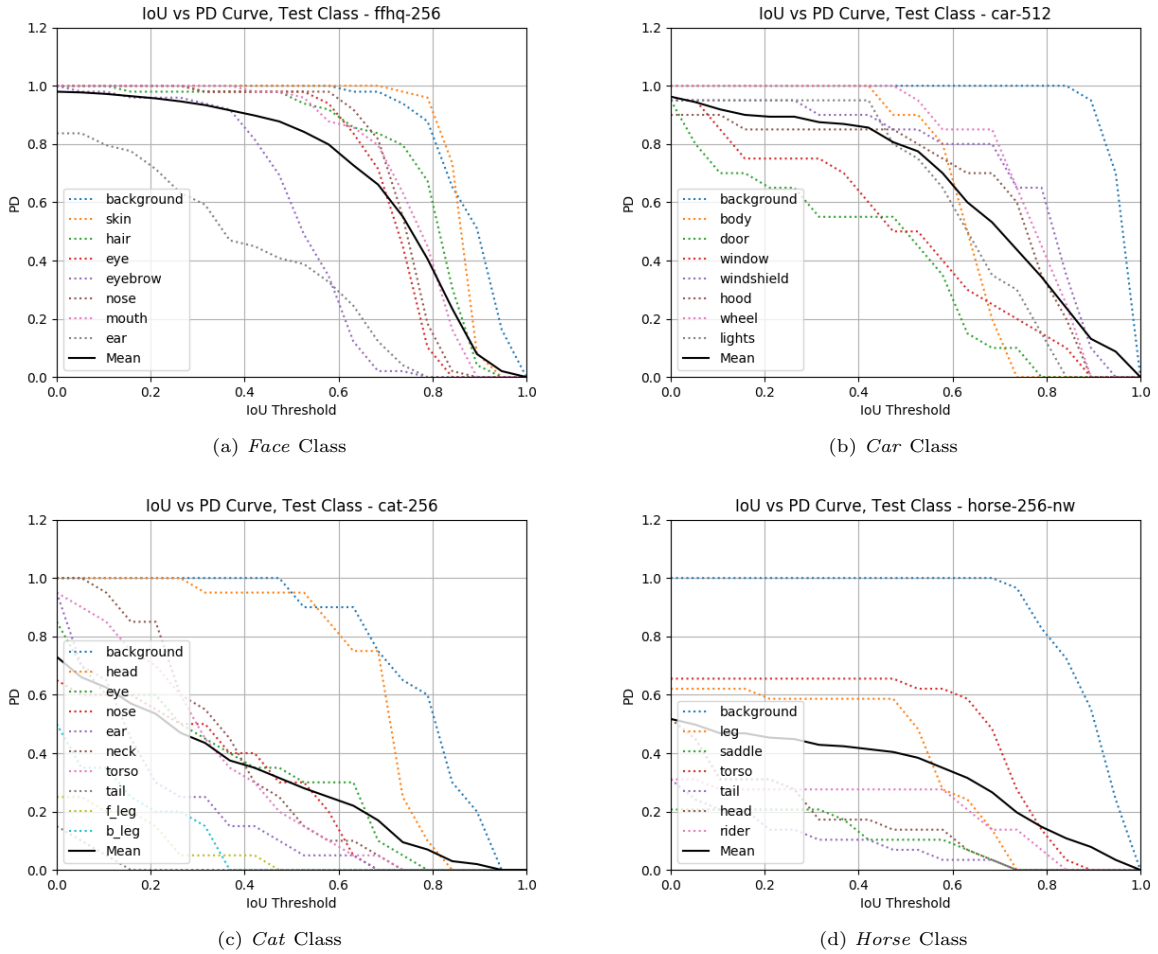 IoU vs PD Curve, Test Class - ffhq-256
1.2
1.0
0.8
0.6
0.4
0.2
0.0
PD
background
skin
hair
eye
eyebrow
nose
mouth
ear
Mean
0.0 0.2 0.4 0.6 0.8 1.0
IoU Threshold
(a) Face Class
IoU vs PD Curve, Test Class - car-512
1.2
1.0
0.8
0.6
0.4
0.2
0.0
PD
background
body
door
window
windshield
hood
wheel
lights
Mean
0.0 0.2 0.4 0.6 0.8 1.0
IoU Threshold
(b) Car Class
IoU vs PD Curve, Test Class - cat-256
1.2
1.0
0.8
0.6
0.4
0.2
0.0
PD
background
head
eye
nose
ear
neck
torso
tail
f_leg
b_leg
Mean
0.0 0.2 0.4 0.6 0.8 1.0
IoU Threshold
(c) Cat Class
IoU vs PD Curve, Test Class - horse-256-nw
1.2
1.0
0.8
0.6
0.4
0.2
0.0
PD
background
leg
saddle
torso
tail
head
rider
Mean
0.0 0.2 0.4 0.6 0.8 1.0
IoU Threshold
(d) Horse Class